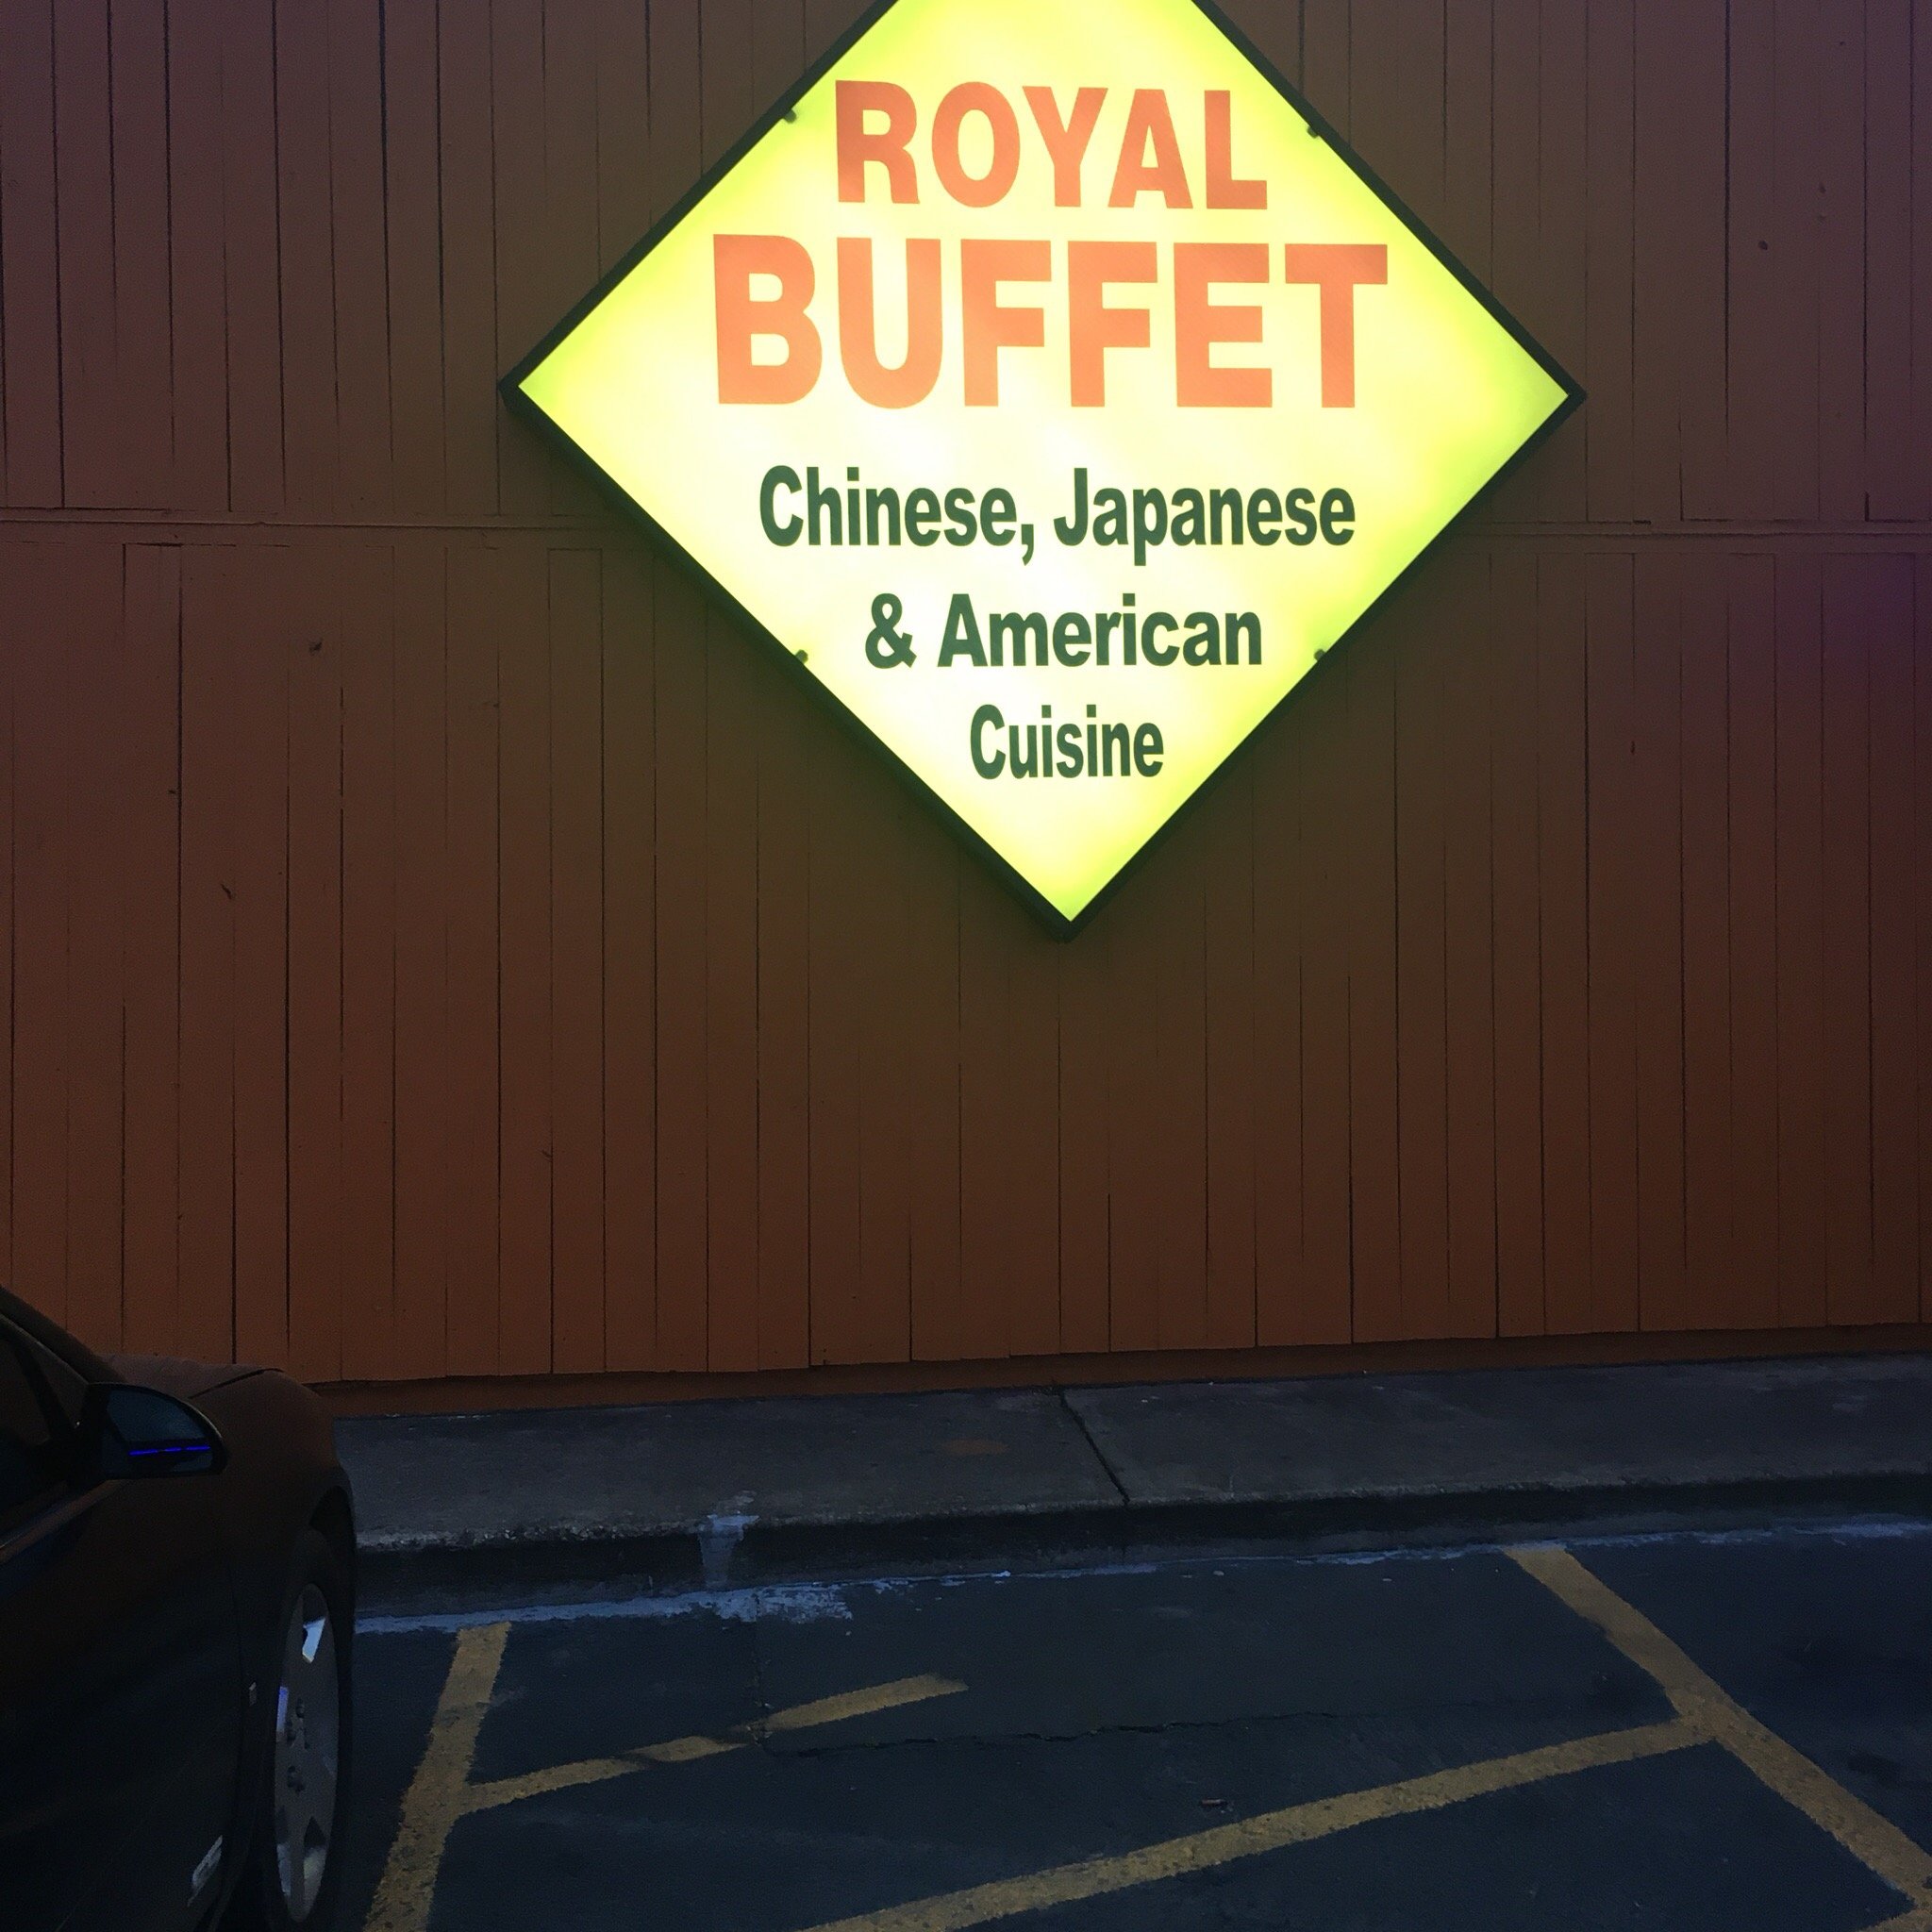 ROYAL
BUFFET
Chinese, Japanese
& American
Cuisine